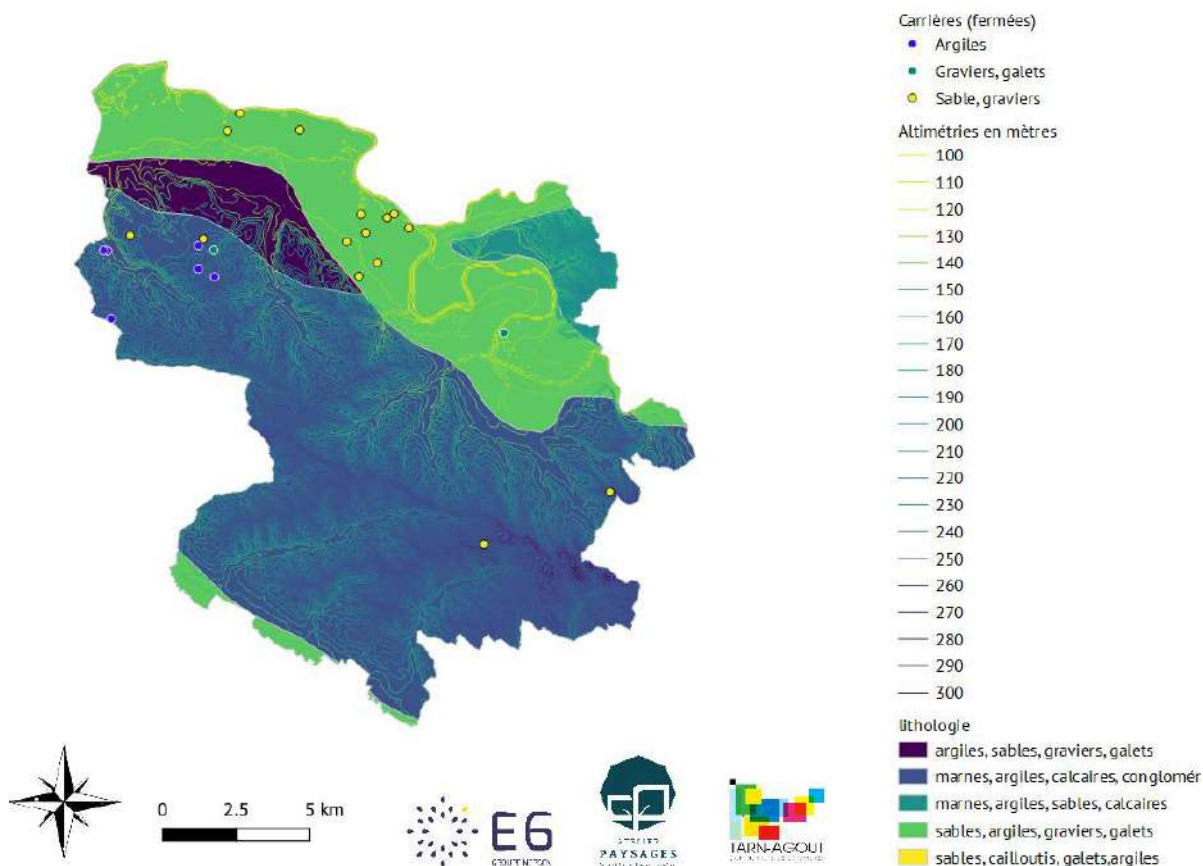 Carrières (fermées)
Argiles
Graviers, galets
Sable, graviers
Altimétries en mètres
100
110
120
130
140
150
160
170
180
190
200
210
220
230
240
250
260
270
280
290
300
lithologie
argiles, sables, graviers, galets
marnes, argiles, calcaires, conglomér
marnes, argiles, sables, calcaires
sables, argiles, graviers, galets
sables, cailloutis, galets,argiles
0 2.5 5 km
E6
ATELIER
PAYSAGES
TARN-AGOUT